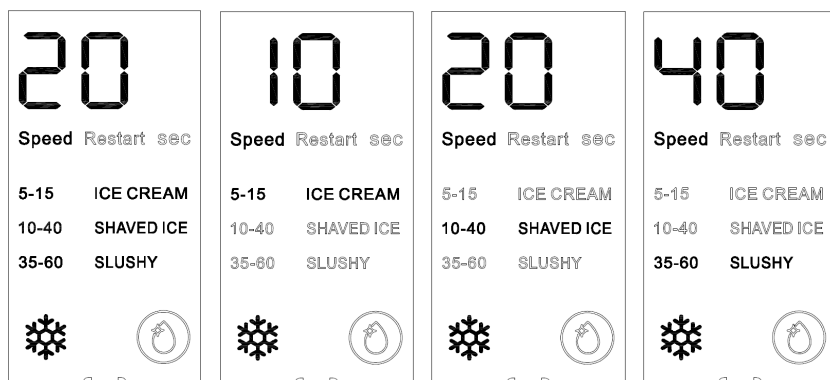 20
Speed Restart sec
5-15 ICE CREAM
10-40 SHAVED ICE
35-60 SLUSHY
10
Speed Restart sec
5-15 ICE CREAM
10-40 SHAVED ICE
35-60 SLUSHY
20
Speed Restart sec
5-15 ICE CREAM
10-40 SHAVED ICE
35-60 SLUSHY
40
Speed Restart sec
5-15 ICE CREAM
10-40 SHAVED ICE
35-60 SLUSHY